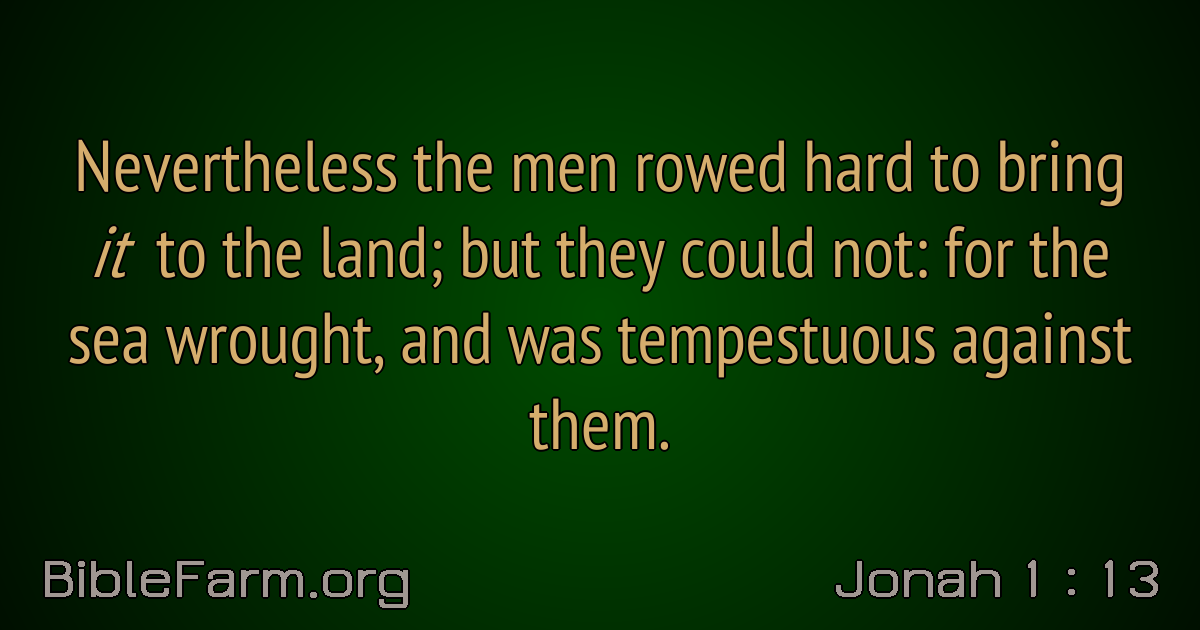 Nevertheless the men rowed hard to bring
it to the land; but they could not: for the
sea wrought, and was tempestuous against
them.
BibleFarm.org
Jonah 1 : 13